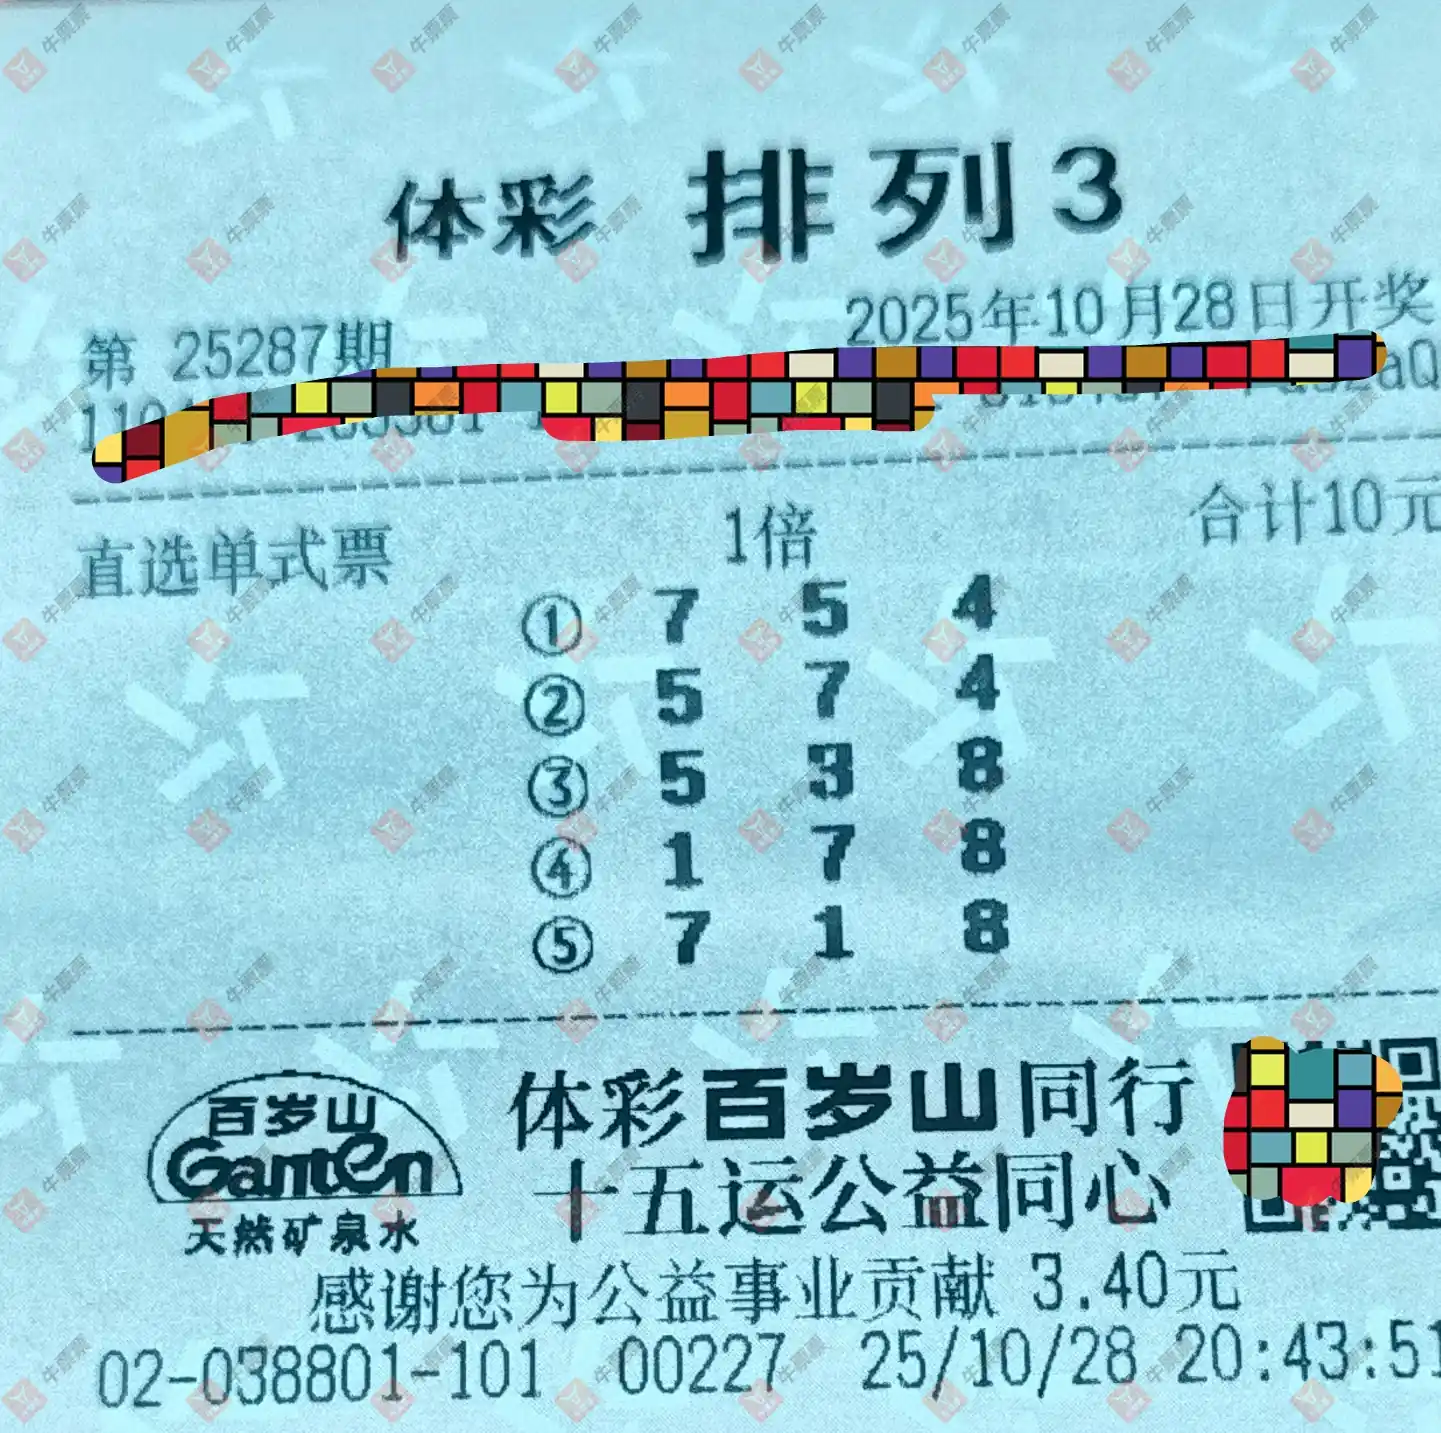 体彩 排列3
第 25287期 2025年10月28日开奖
直选单式票 1倍 合计10元
① 7 5 4
② 5 7 4
③ 5 3 8
④ 1 7 8
⑤ 7 1 8
百岁山
Ganten
天然矿泉水
体彩百岁山同行
十五运公益同心
感谢您为公益事业贡献 3.40元
02-038801-101 00227 25/10/28 20:43:51
牛票票